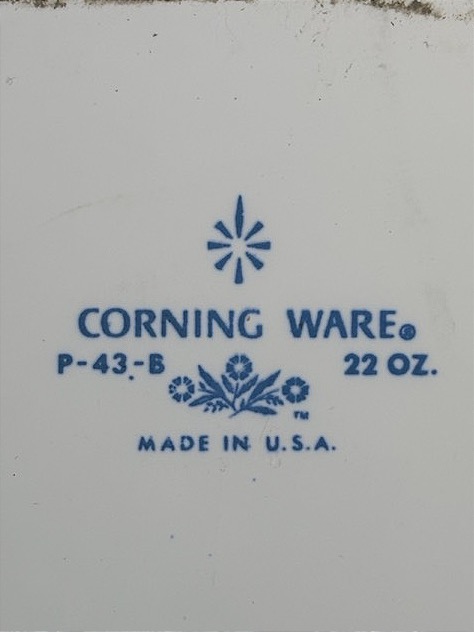 CORNING WARE®
P-43-B 22 OZ.
TM
MADE IN U.S.A.